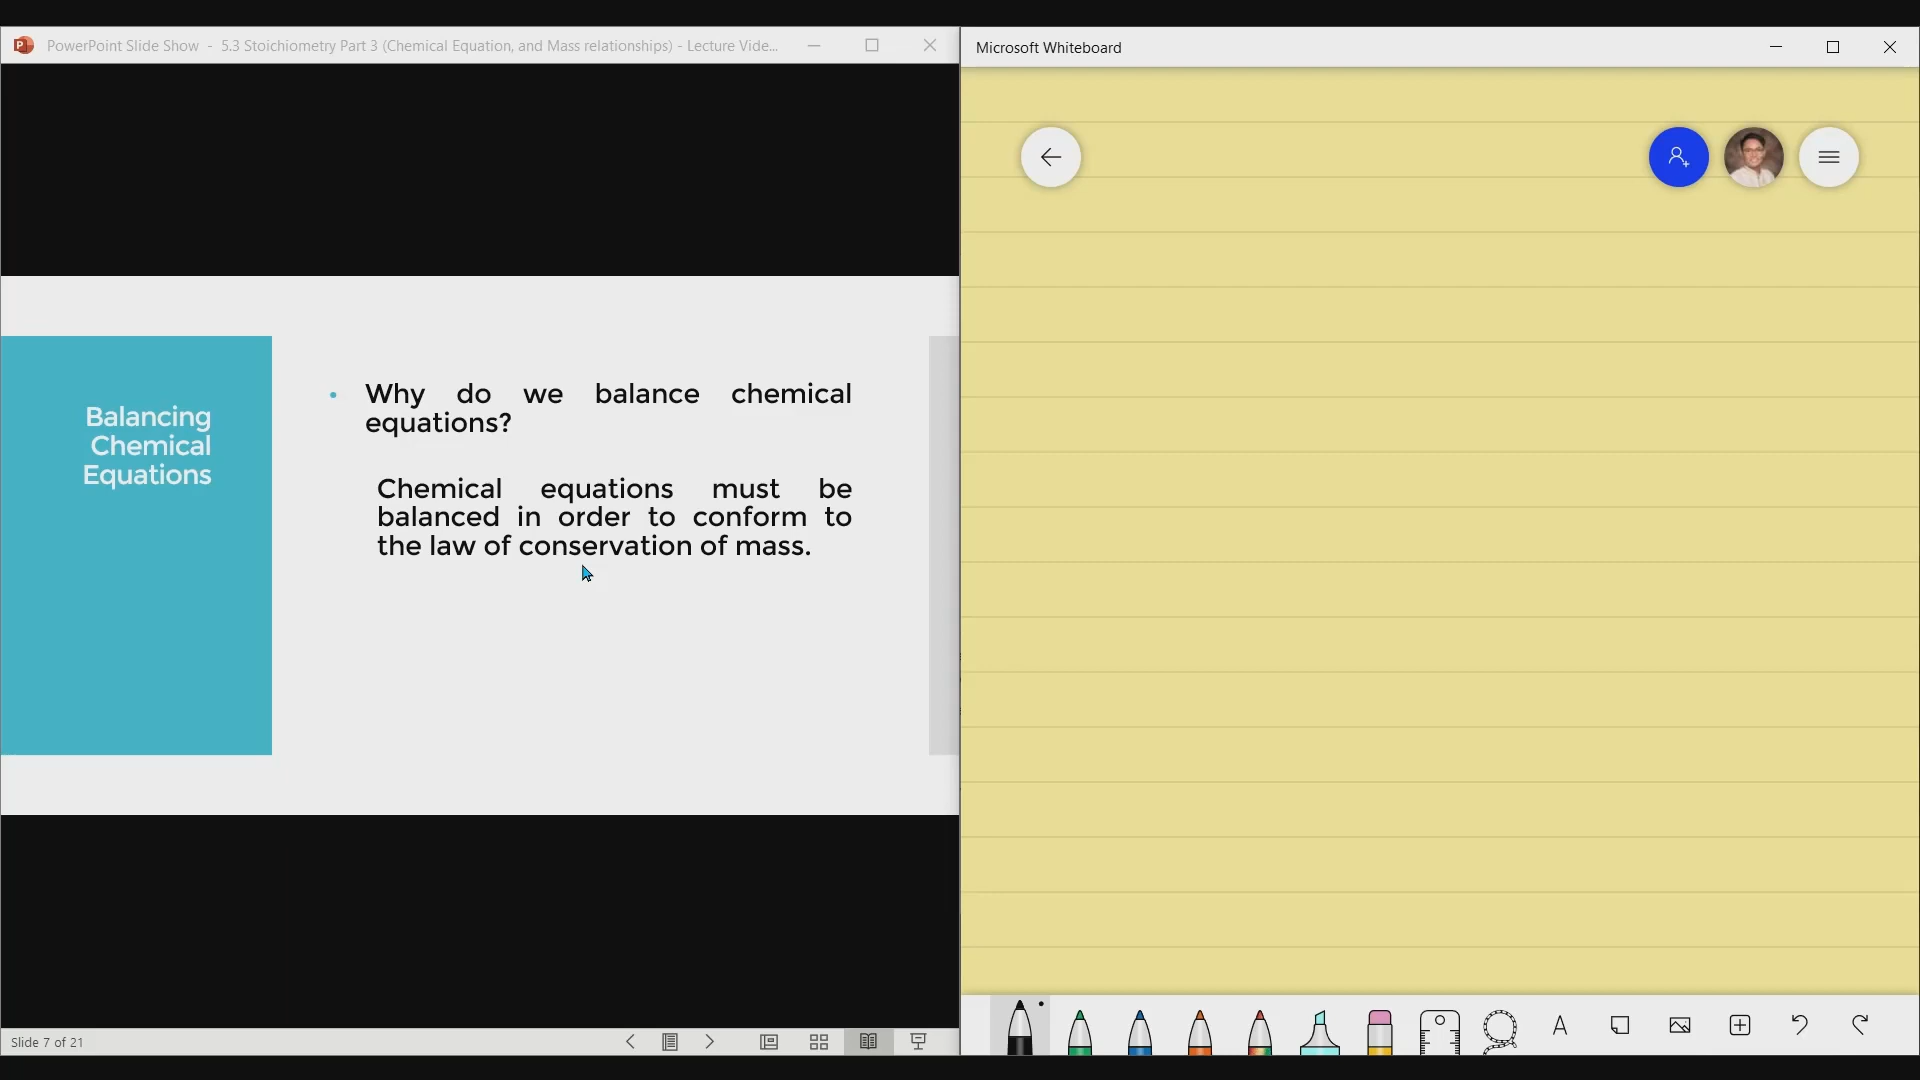 PowerPoint Slide Show - 5.3 Stoichiometry Part 3 (Chemical Equation, and Mass relationships) - Lecture Vide...
Microsoft Whiteboard
Balancing
Chemical
Equations
• Why do we balance chemical
equations?
Chemical equations must be
balanced in order to conform to
the law of conservation of mass.
Slide 7 of 21